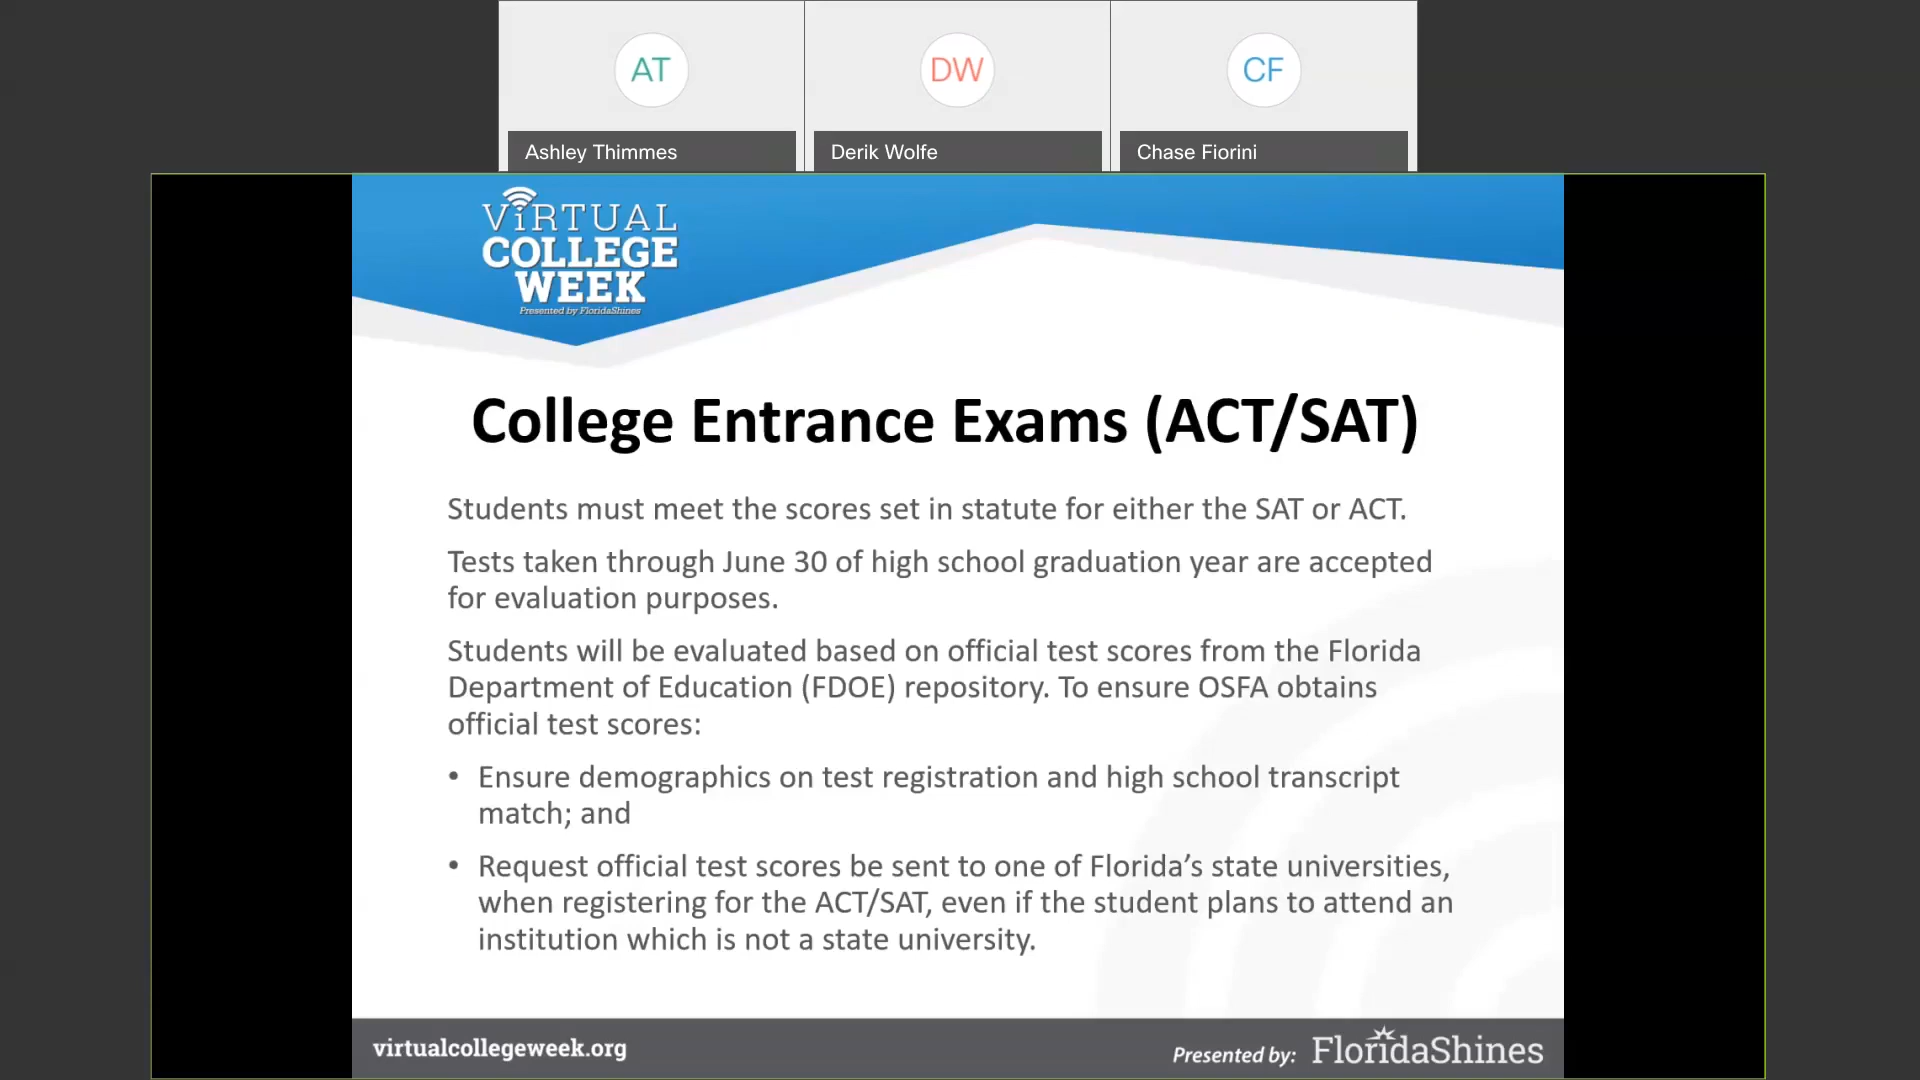 AT
DW
CF
Ashley Thimmes
Derik Wolfe
Chase Fiorini
ViRTUAL
COLLEGE
WEEK
Presented by FloridaShines
College Entrance Exams (ACT/SAT)
Students must meet the scores set in statute for either the SAT or ACT.
Tests taken through June 30 of high school graduation year are accepted
for evaluation purposes.
Students will be evaluated based on official test scores from the Florida
Department of Education (FDOE) repository. To ensure OSFA obtains
official test scores:
• Ensure demographics on test registration and high school transcript
match; and
• Request official test scores be sent to one of Florida’s state universities,
when registering for the ACT/SAT, even if the student plans to attend an
institution which is not a state university.
virtualcollegeweek.org
Presented by: FloridaShines